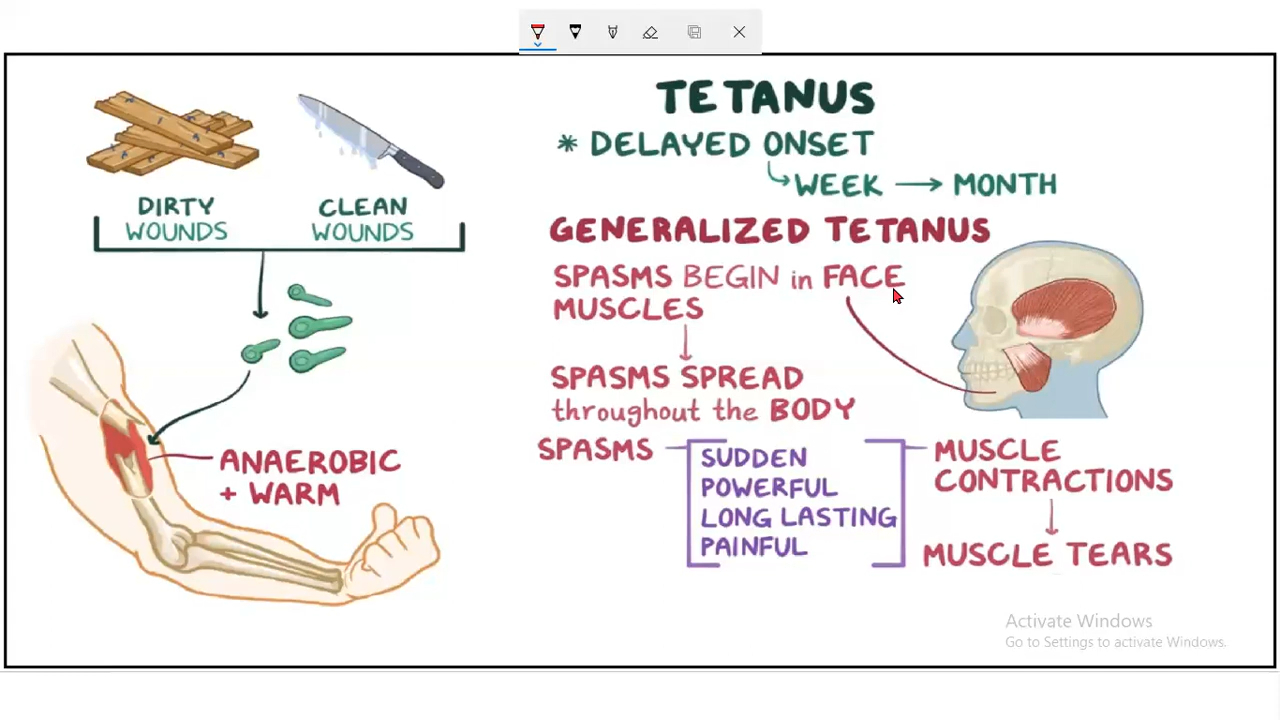 TETANUS
* DELAYED ONSET
WEEK → MONTH
DIRTY
WOUNDS
CLEAN
WOUNDS
GENERALIZED TETANUS
SPASMS BEGIN in FACE
MUSCLES
SPASMS SPREAD
throughout the BODY
ANAEROBIC
+ WARM
SPASMS
SUDDEN
POWERFUL
LONG LASTING
PAINFUL
MUSCLE
CONTRACTIONS
MUSCLE TEARS
Activate Windows
Go to Settings to activate Windows.